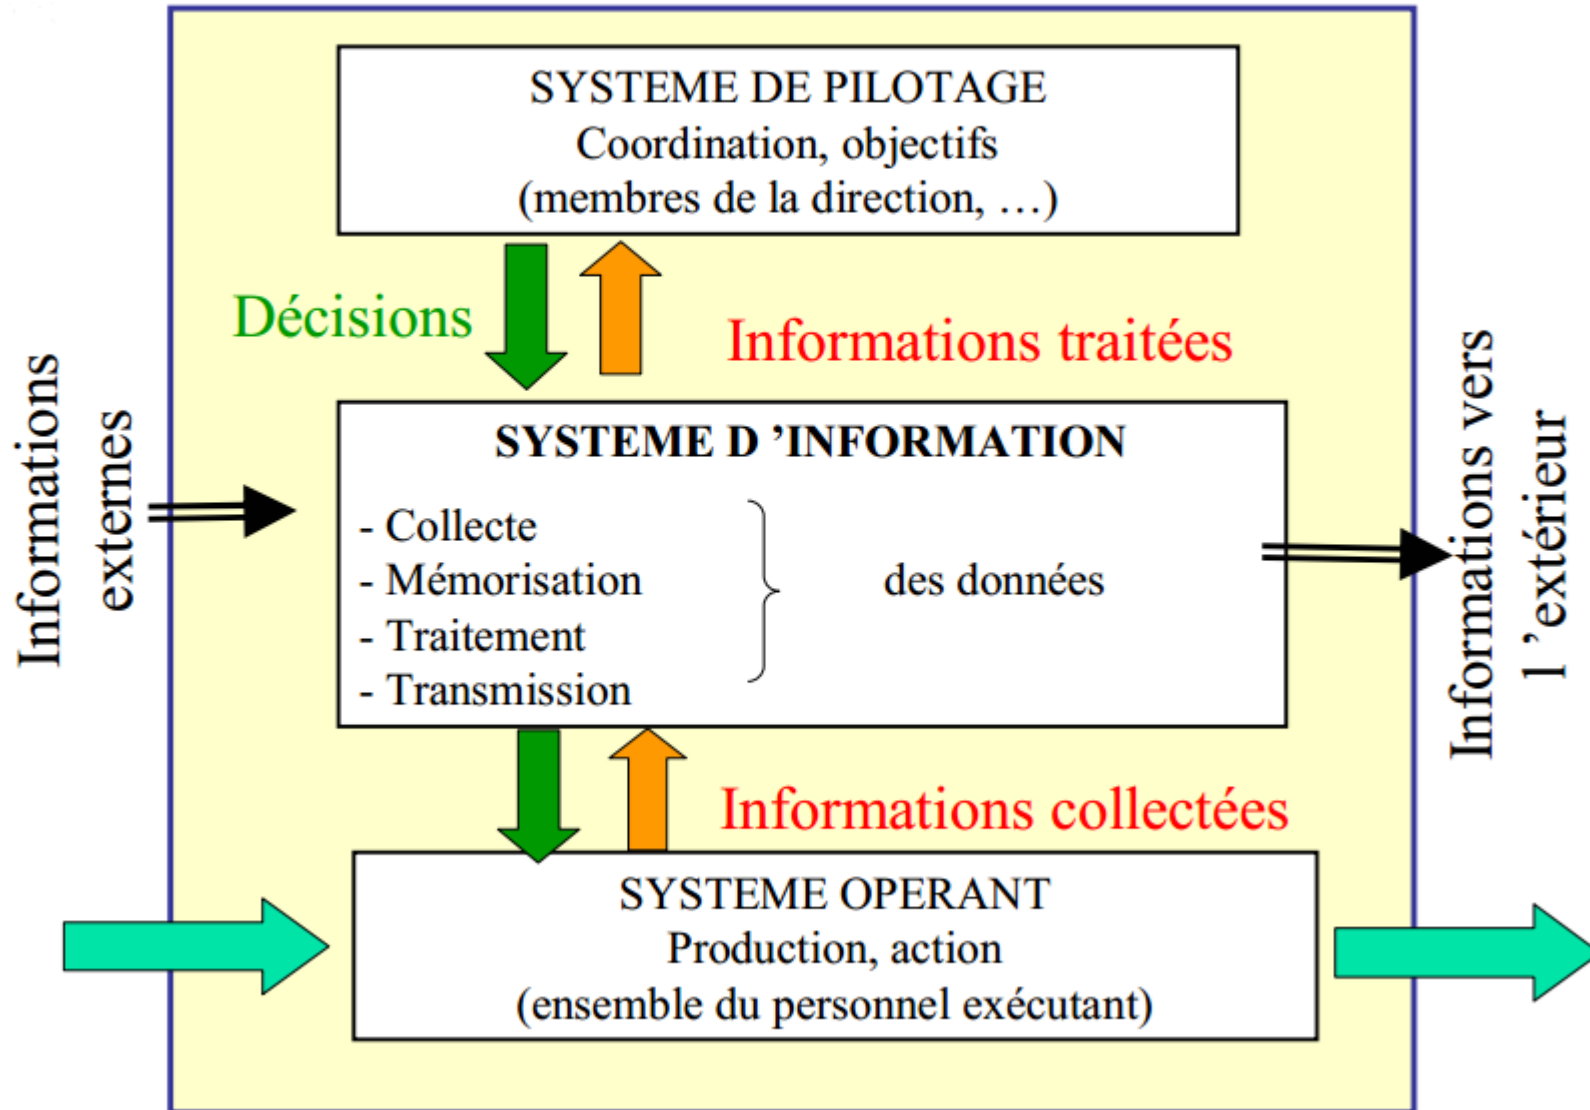 SYSTEME DE PILOTAGE
Coordination, objectifs
(membres de la direction, …)
Décisions
Informations traitées
Informations
externes
SYSTEME D ’INFORMATION
- Collecte
- Mémorisation
- Traitement
- Transmission
des données
Informations vers
l ’extérieur
Informations collectées
SYSTEME OPERANT
Production, action
(ensemble du personnel exécutant)